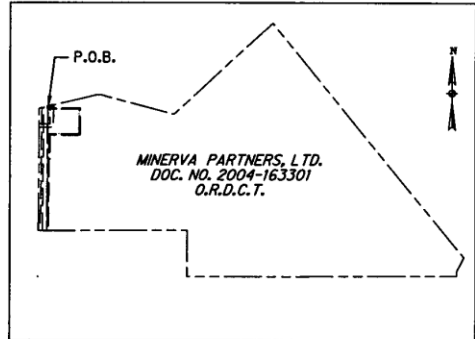 P.O.B.
N
MINERVA PARTNERS, LTD.
DOC. NO. 2004-163301
O.R.D.C.T.